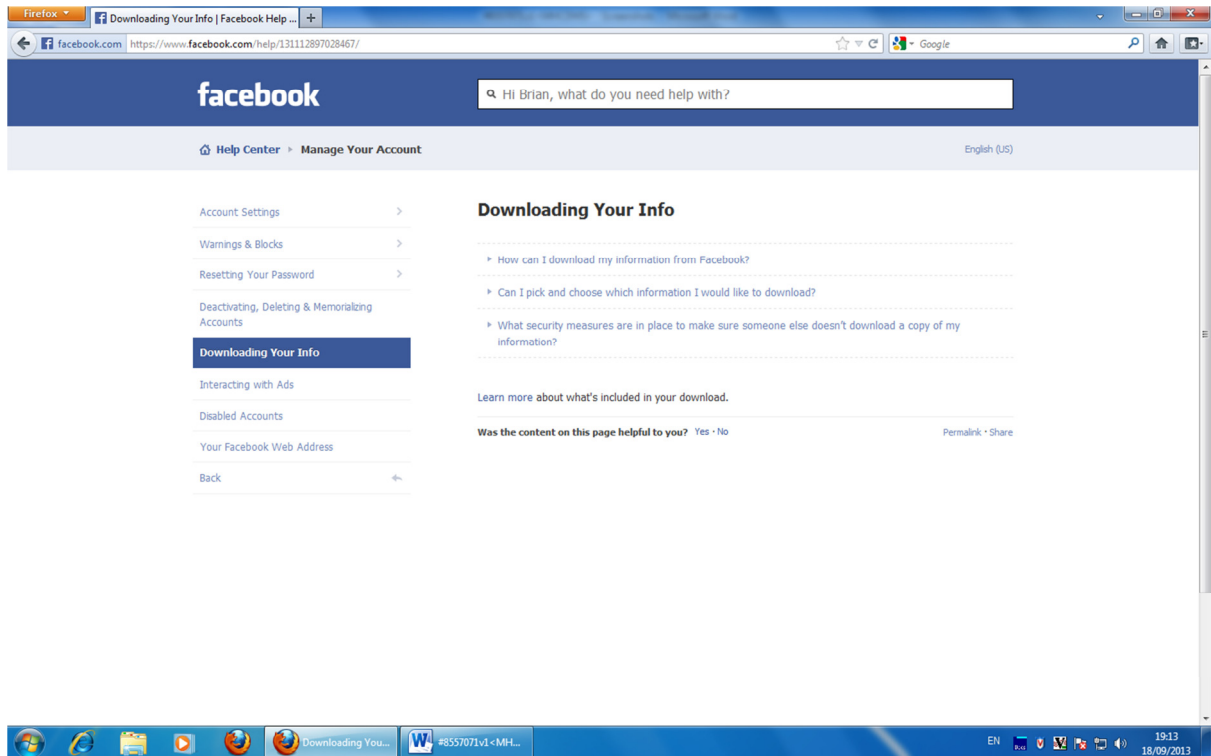 Firefox
Downloading Your Info | Facebook Help ...
facebook.com https://www.facebook.com/help/131112897028467/
Google
facebook
Hi Brian, what do you need help with?
Help Center Manage Your Account
English (US)
Account Settings
Warnings & Blocks
Resetting Your Password
Deactivating, Deleting & Memorializing
Accounts
Downloading Your Info
Interacting with Ads
Disabled Accounts
Your Facebook Web Address
Back
Downloading Your Info
How can I download my information from Facebook?
Can I pick and choose which information I would like to download?
What security measures are in place to make sure someone else doesn't download a copy of my
information?
Learn more about what's included in your download.
Was the content on this page helpful to you? Yes · No
Permalink · Share
Downloading You...
#8557071v1<MH...
EN
19:13
18/09/2013